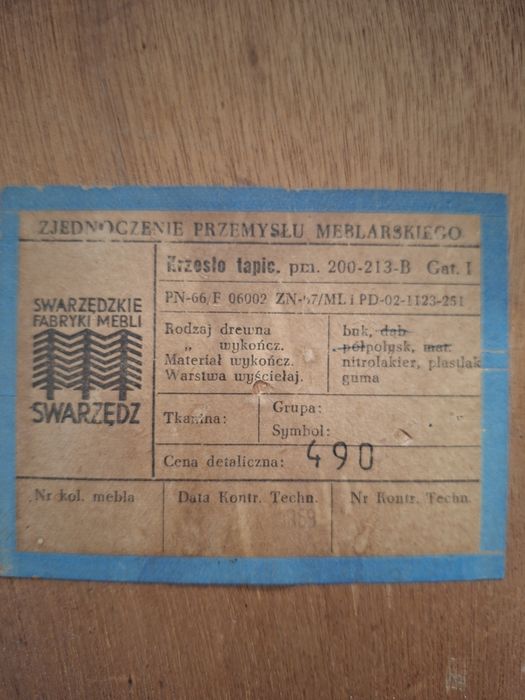 ZJEDNOCZENIE PRZEMYSŁU MEBLARSKIEGO
SWARZĘDZKIE
FABRYKI MEBLI
SWARZĘDZ
Krzesło tapic. pm. 200-213-B Gat. I
PN-66/F 06002 ZN-67/ML i PD-02-1123-251
Rodzaj drewna buk, dąb
„ wykończ. półpolysk, mat.
Materiał wykończ. nitrolakier, plastlak
Warstwa wyściełaj. guma
Tkanina:
Grupa:
Symbol:
Cena detaliczna: 490
Nr kol. mebla
Data Kontr. Techn.
Nr Kontr. Techn.